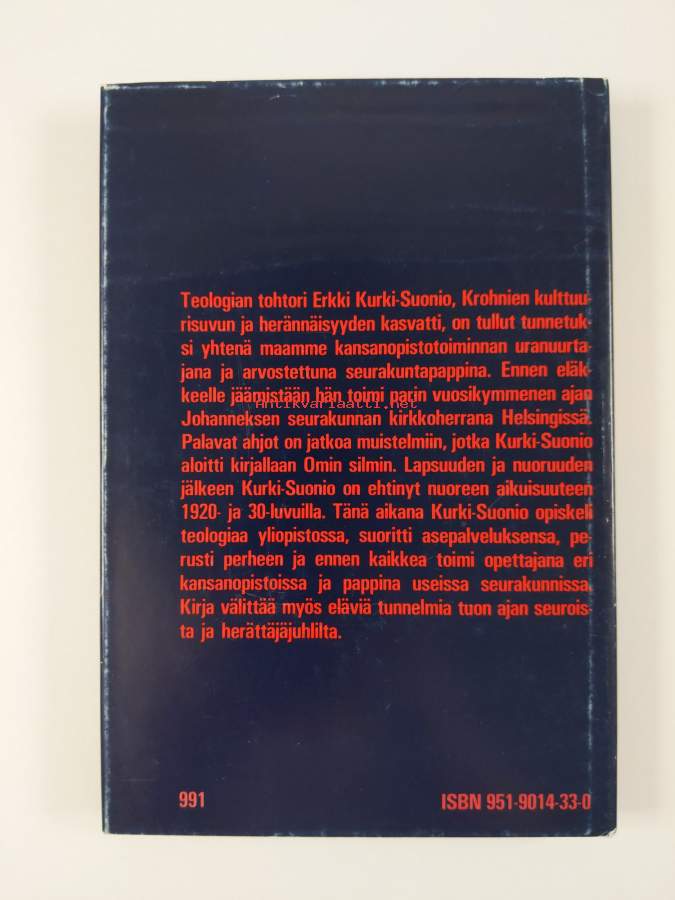 Teologian tohtori Erkki Kurki-Suonio, Krohnien kulttuu-
risuvun ja herännäisyyden kasvatti, on tullut tunnetuk-
si yhtenä maamme kansanopistotoiminnan uranuurta-
jana ja arvostettuna seurakuntapappina. Ennen eläk-
keelle jäämistään hän toimi parin vuosikymmenen ajan
antikvariaatti.net
Johanneksen seurakunnan kirkkoherrana Helsingissä.
Palavat ahjot on jatkoa muistelmiin, jotka Kurki-Suonio
aloitti kirjallaan Omin silmin. Lapsuuden ja nuoruuden
jälkeen Kurki-Suonio on ehtinyt nuoreen aikuisuuteen
1920- ja 30-luvuilla. Tänä aikana Kurki-Suonio opiskeli
teologiaa yliopistossa, suoritti asepalveluksensa, pe-
rusti perheen ja ennen kaikkea toimi opettajana eri
kansanopistoissa ja pappina useissa seurakunnissa.
Kirja välittää myös eläviä tunnelmia tuon ajan seurois-
ta ja herättäjäjuhlilta.
991
ISBN 951-9014-33-0